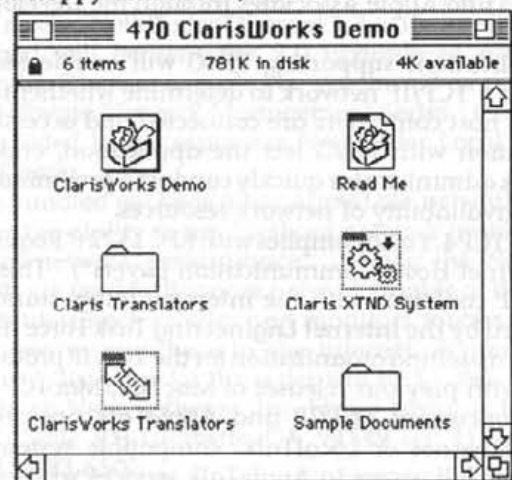 470 ClarisWorks Demo
6 items 781K in disk 4K available
ClarisWorks Demo Read Me
Claris Translators Claris XTND System
ClarisWorks Translators Sample Documents